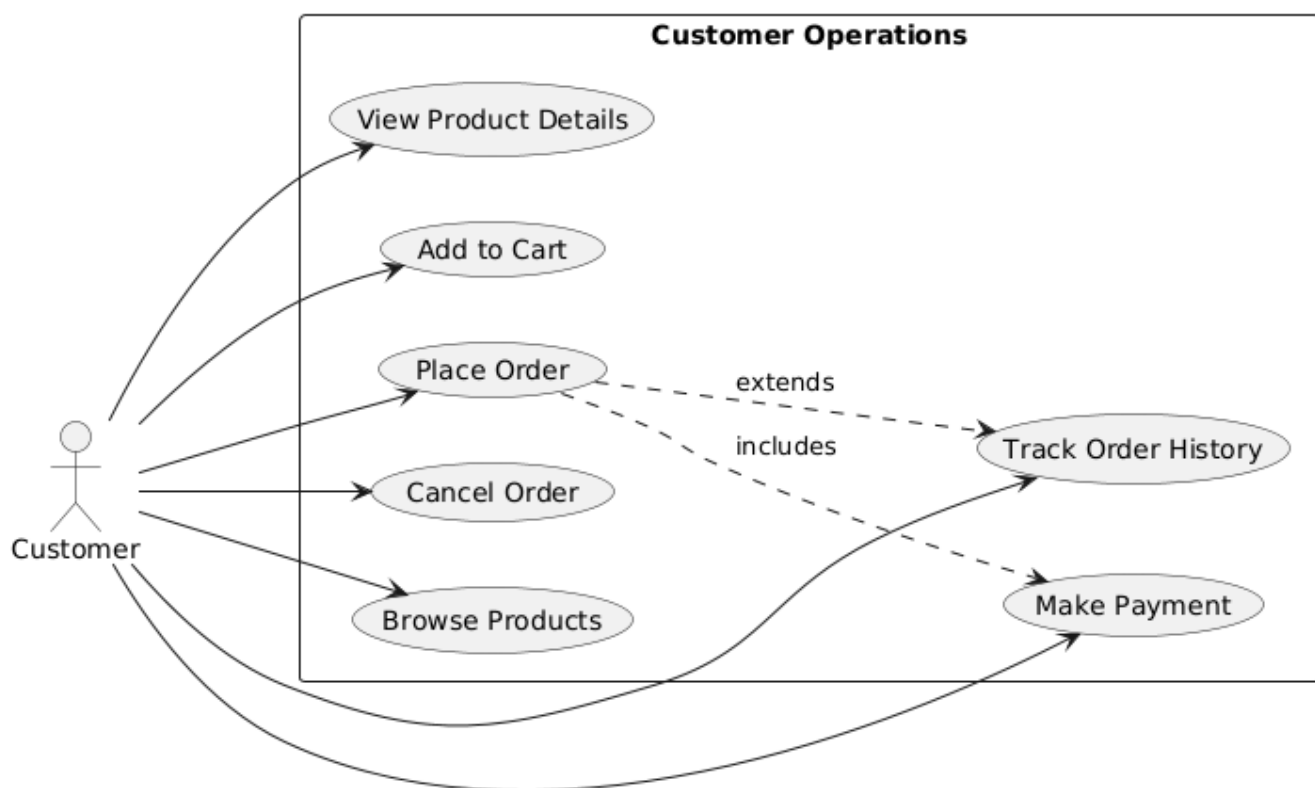 Customer Operations
View Product Details
Add to Cart
Place Order
extends
includes
Track Order History
Cancel Order
Customer
Make Payment
Browse Products